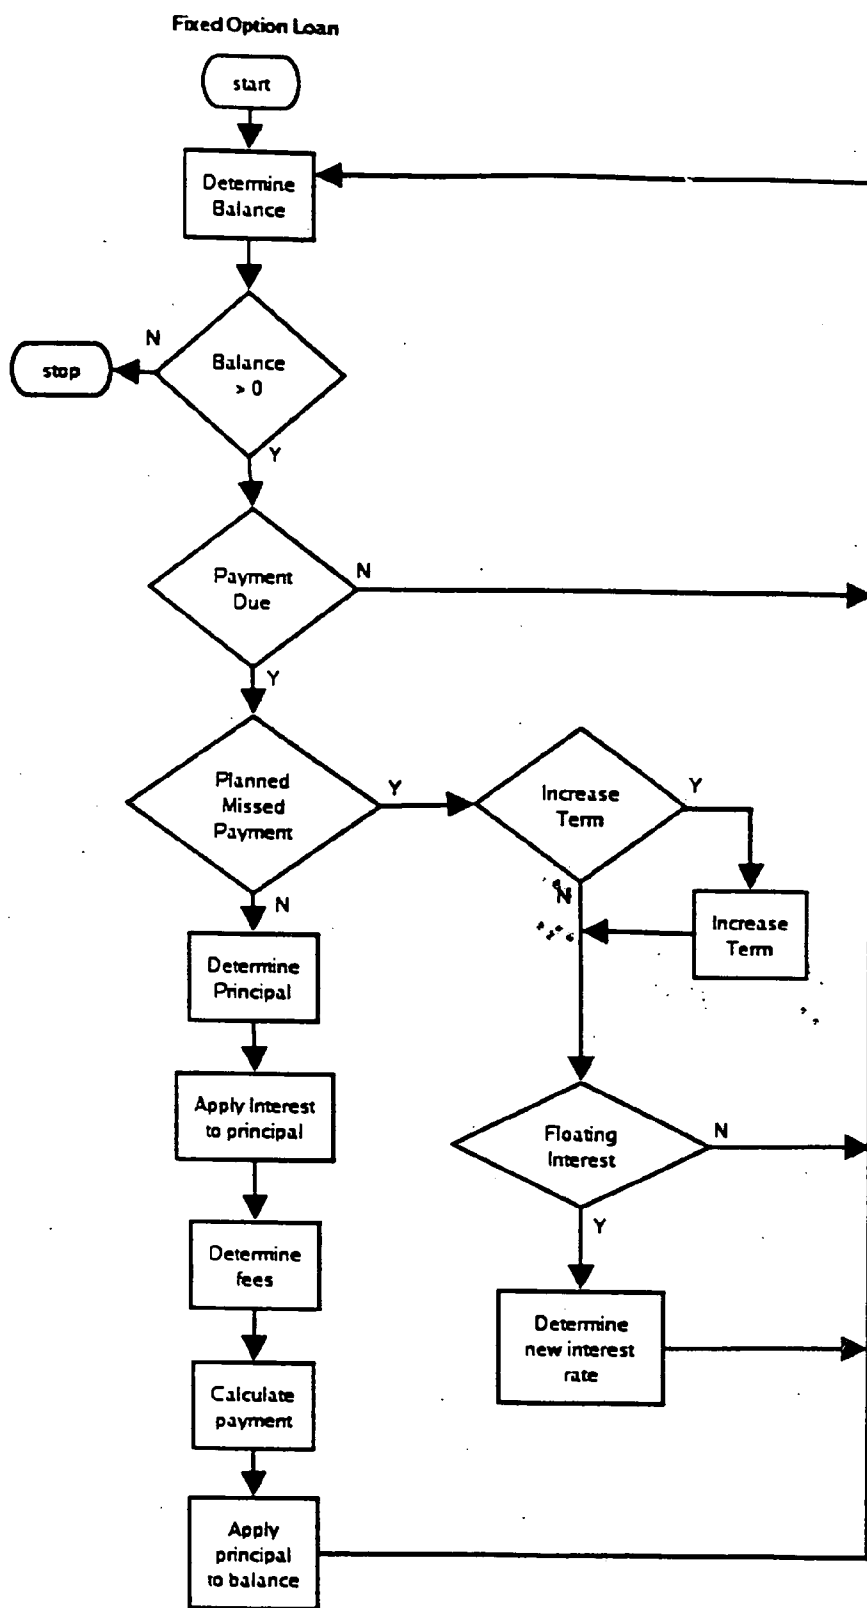 Fixed Option Loan
start
Determine
Balance
N
stop
Balance
> 0
Y
Payment
Due
N
Y
Planned
Missed
Payment
Y
Increase
Term
Y
N
Increase
Term
N
Determine
Principal
Apply Interest
to principal
Floating
Interest
N
Y
Determine
fees
Determine
new interest
rate
Calculate
payment
Apply
principal
to balance